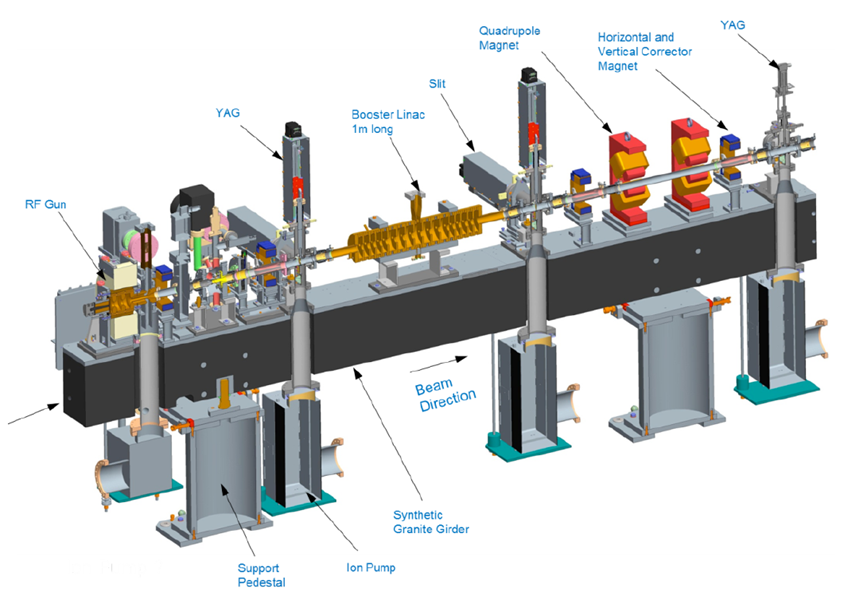 YAG
Quadrupole
Magnet
Horizontal and
Vertical Corrector
Magnet
Slit
YAG
Booster Linac
1m long
RF Gun
Beam
Direction
Synthetic
Granite Girder
Support
Pedestal
Ion Pump